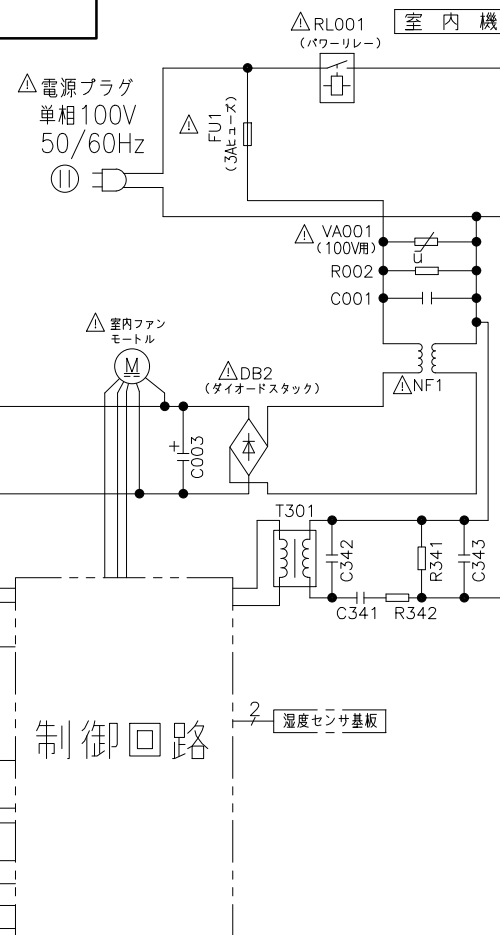 RL001
(パワーリレー)
室内機
電源プラグ
単相100V
50/60Hz
FU1
(3Aヒューズ)
VA001
(100V用)
u
R002
C001
室内ファン
モートル
M
DB2
(ダイオードスタック)
NF1
+
C003
T301
C342
R341
C343
C341
R342
制御回路
2
湿度センサ基板